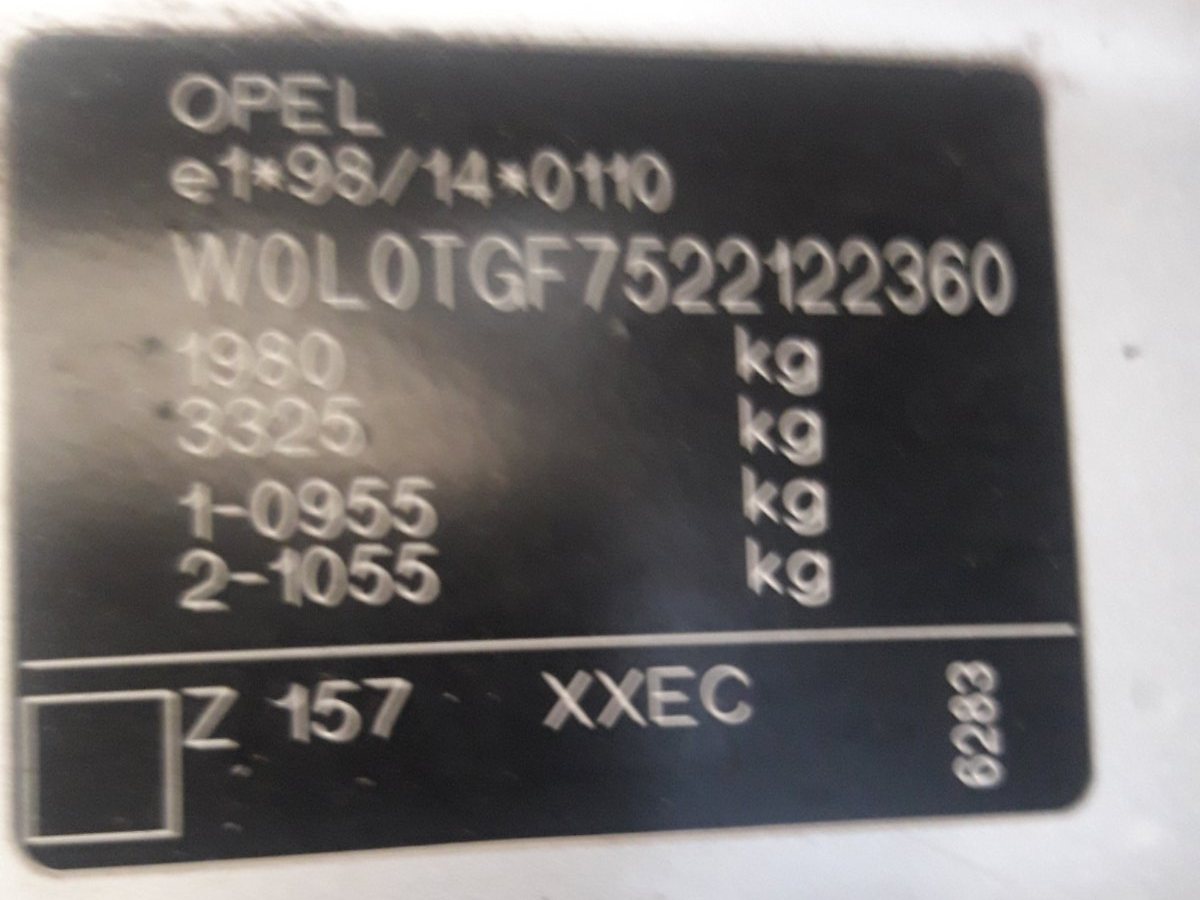 OPEL
e1*98/14*0110
W0L0TGF7522122360
1980 kg
3325 kg
1-0955 kg
2-1055 kg
Z 157 XXEC
6283